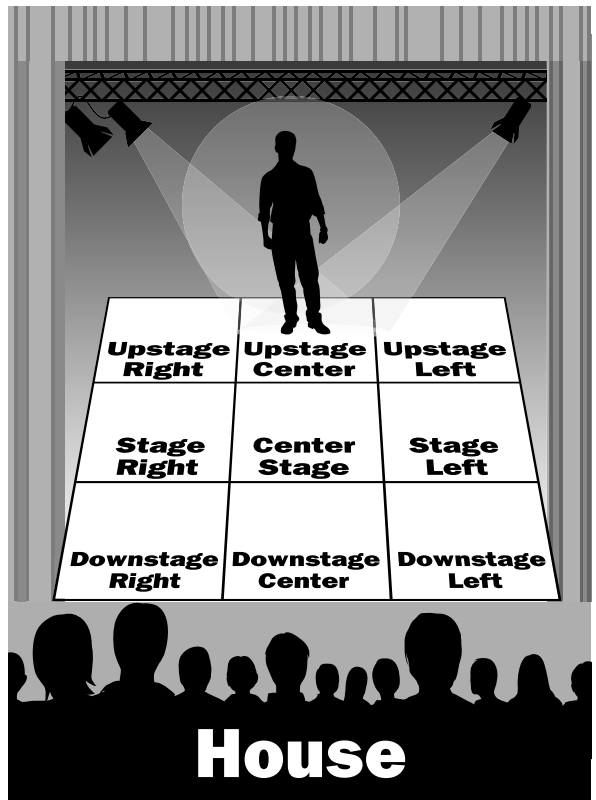 Upstage Right
Upstage Center
Upstage Left
Stage Right
Center Stage
Stage Left
Downstage Right
Downstage Center
Downstage Left
House